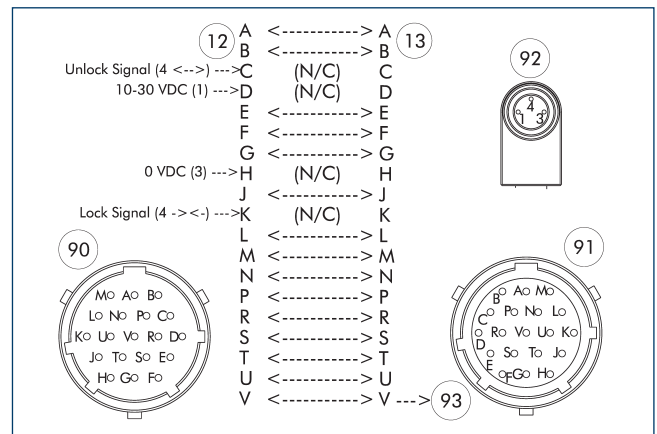 12 A <-----------> A 13
B <-----------> B
Unlock Signal (4 <-->) --->C (N/C) C
10-30 VDC (1) --->D (N/C) D
E <-----------> E
F <-----------> F
G <-----------> G
0 VDC (3) --->H (N/C) H
J <-----------> J
Lock Signal (4 -><-) --->K (N/C) K
L <-----------> L
M <-----------> M
N <-----------> N
P <-----------> P
R <-----------> R
S <-----------> S
T <-----------> T
U <-----------> U
V <-----------> V ---> 93
92
4
1 3
90
M A B
L N P C
K U V R D
J T S E
H G F
91
B A M
C P N L
D R V U K
E S T J
F G H